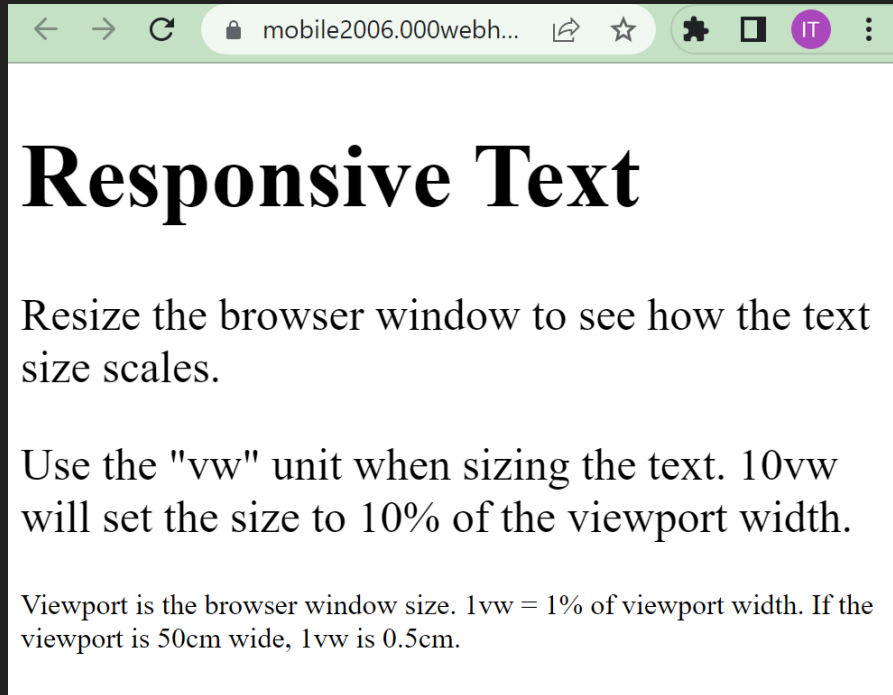 mobile2006.000webh...
IT
Responsive Text
Resize the browser window to see how the text
size scales.
Use the "vw" unit when sizing the text. 10vw
will set the size to 10% of the viewport width.
Viewport is the browser window size. 1vw = 1% of viewport width. If the
viewport is 50cm wide, 1vw is 0.5cm.